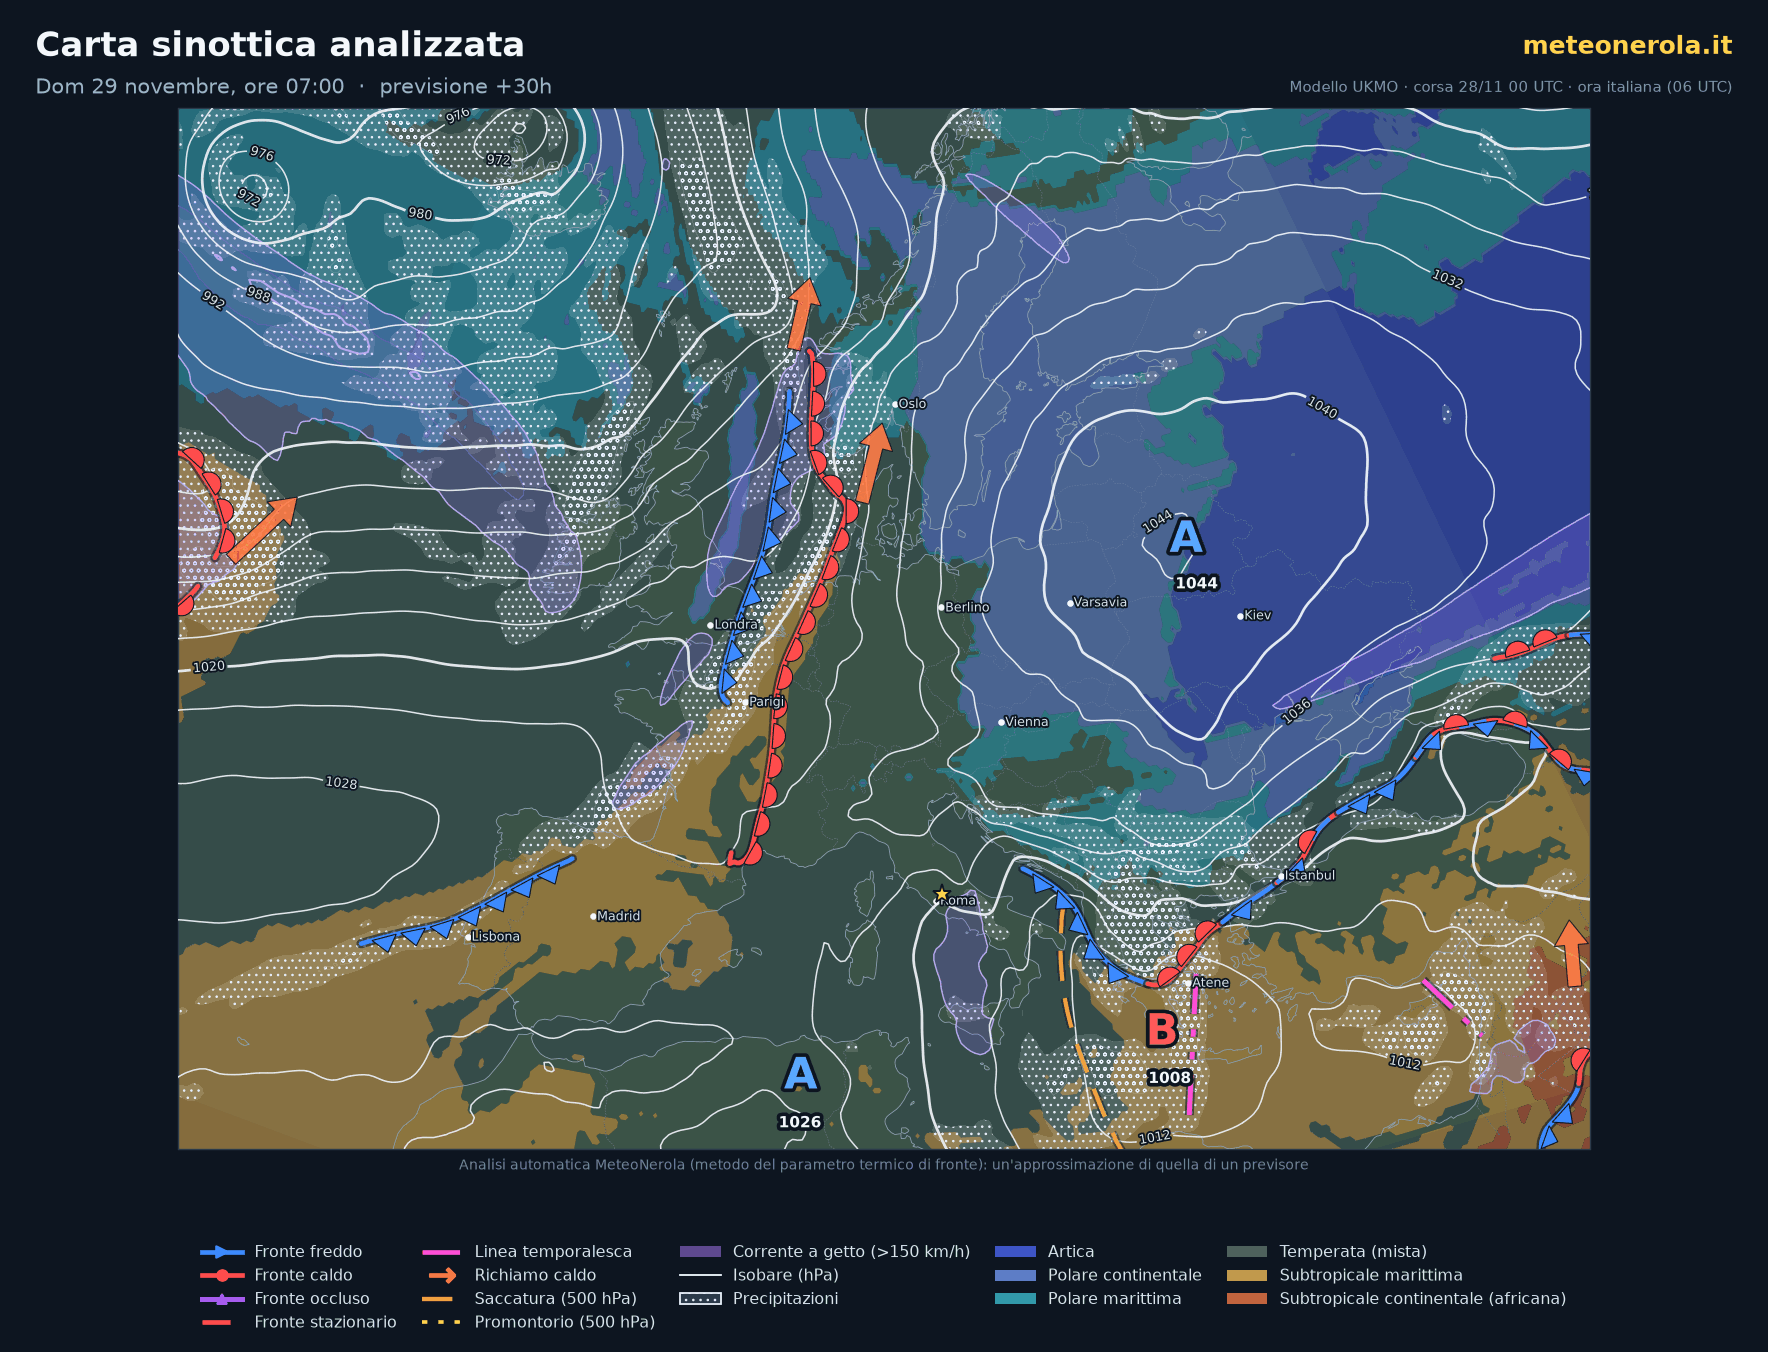 Carta sinottica analizzata
meteonerola.it
Dom 29 novembre, ore 07:00 · previsione +30h
Modello UKMO · corsa 28/11 00 UTC · ora italiana (06 UTC)
976
972
976
972
980
988
992
1032
1040
Oslo
1044
A
1044
Berlino
Varsavia
Kiev
Londra
1020
Parigi
1036
Vienna
1028
Istanbul
Roma
Madrid
Lisbona
Atene
B
1008
1012
A
1026
1012
Analisi automatica MeteoNerola (metodo del parametro termico di fronte): un'approssimazione di quella di un previsore
Fronte freddo
Fronte caldo
Fronte occluso
Fronte stazionario
Linea temporalesca
Richiamo caldo
Saccatura (500 hPa)
Promontorio (500 hPa)
Corrente a getto (>150 km/h)
Isobare (hPa)
Precipitazioni
Artica
Polare continentale
Polare marittima
Temperata (mista)
Subtropicale marittima
Subtropicale continentale (africana)